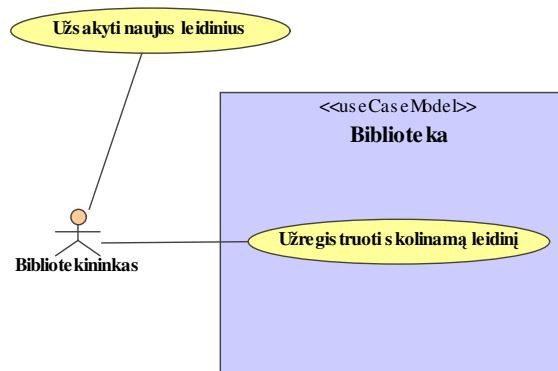 Užsakyti naujus leidinius
<<useCaseModel>>
Biblioteka
Užregistruoti skolinamą leidinį
Bibliotekininkas